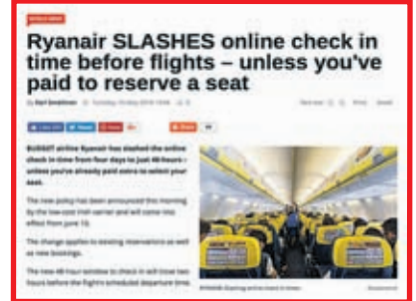 Ryanair SLASHES online check in
time before flights – unless you've
paid to reserve a seat
BUDGET airline Ryanair has slashed the online
check in time from four days to just 48-hours -
unless you've already paid extra to select your
seat.
The new policy has been announced this morning
by the low-cost Irish carrier and will come into
effect from June 13.
The change applies to existing reservations as well
as new bookings.
The new 48 hour window to check in will close two
hours before the flight's scheduled departure time.